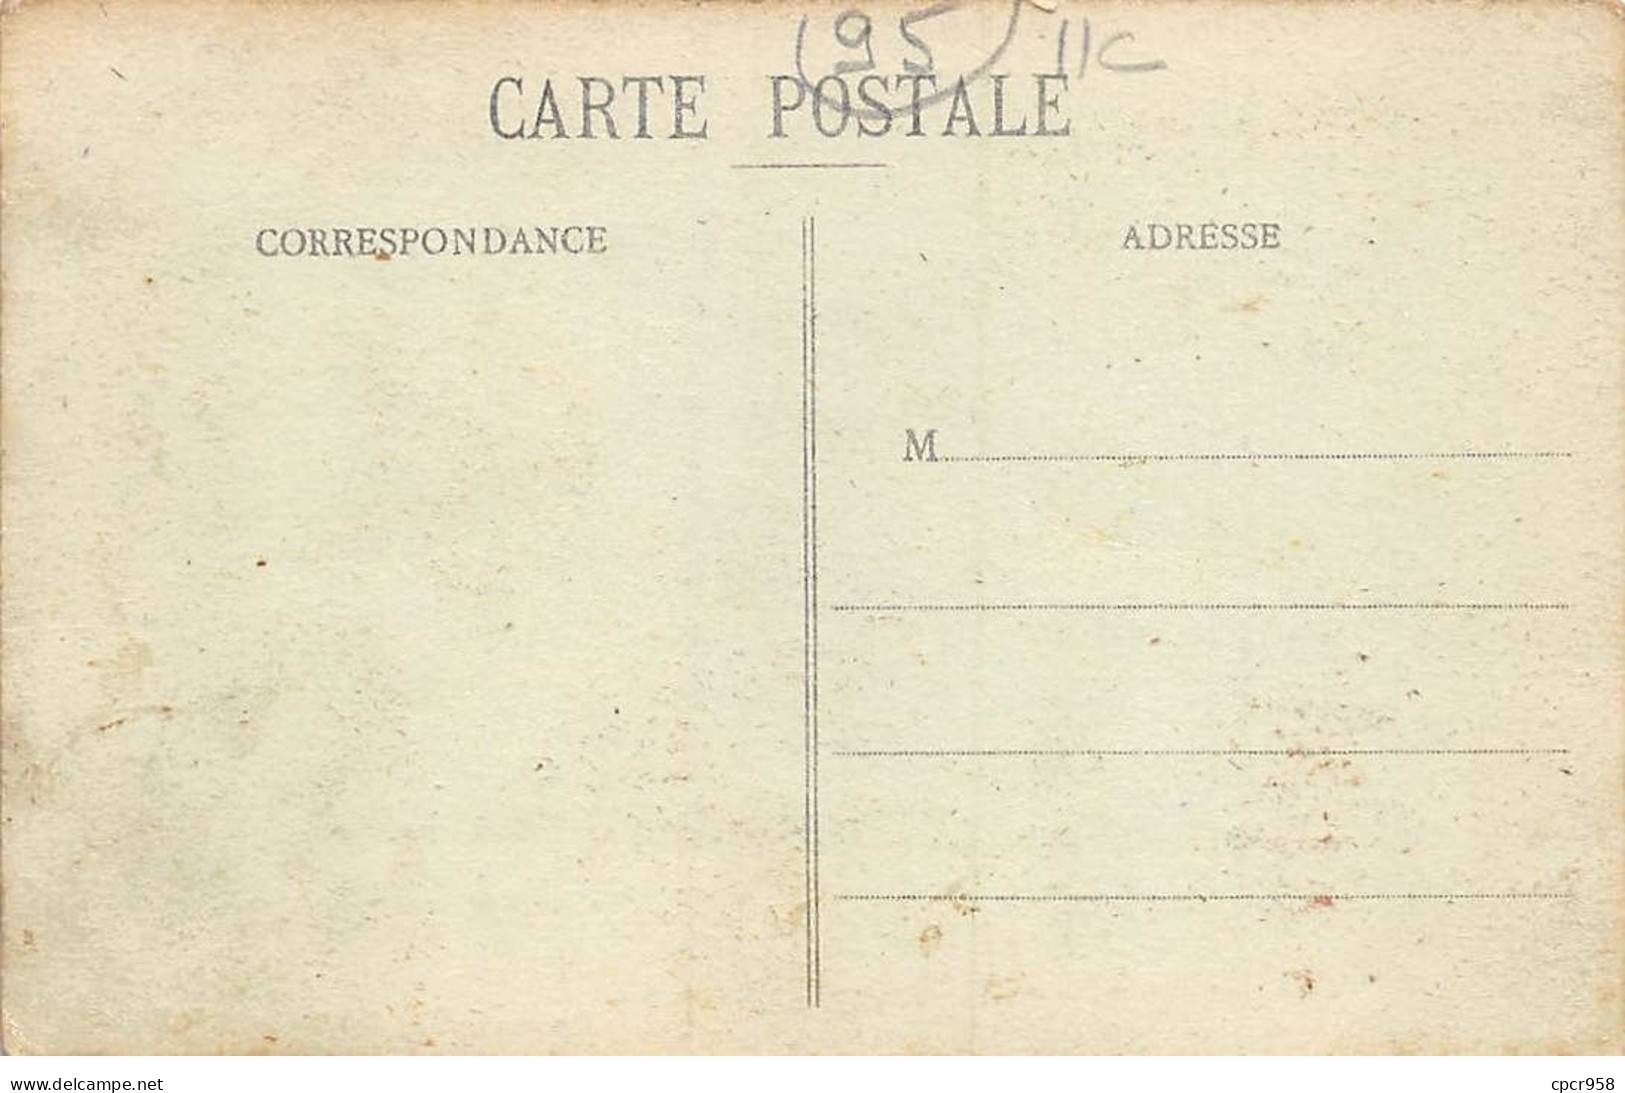 95 11c
CARTE POSTALE
CORRESPONDANCE
ADRESSE
M
www.delcampe.net
cpcr958